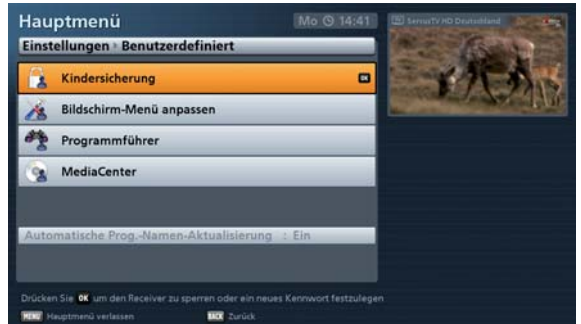 Hauptmenü
Mo 14:41
ServusTV HD Deutschland
Einstellungen Benutzerdefiniert
Kindersicherung OK
Bildschirm-Menü anpassen
Programmführer
MediaCenter
Automatische Prog.-Namen-Aktualisierung : Ein
Drücken Sie OK um den Receiver zu sperren oder ein neues Kennwort festzulegen
MENU Hauptmenü verlassen BACK Zurück